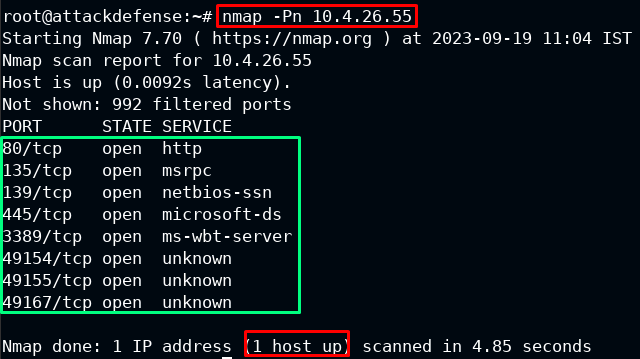 root@attackdefense:~# nmap -Pn 10.4.26.55
Starting Nmap 7.70 ( https://nmap.org ) at 2023-09-19 11:04 IST
Nmap scan report for 10.4.26.55
Host is up (0.0092s latency).
Not shown: 992 filtered ports
PORT      STATE SERVICE
80/tcp    open  http
135/tcp   open  msrpc
139/tcp   open  netbios-ssn
445/tcp   open  microsoft-ds
3389/tcp  open  ms-wbt-server
49154/tcp open  unknown
49155/tcp open  unknown
49167/tcp open  unknown
Nmap done: 1 IP address (1 host up) scanned in 4.85 seconds